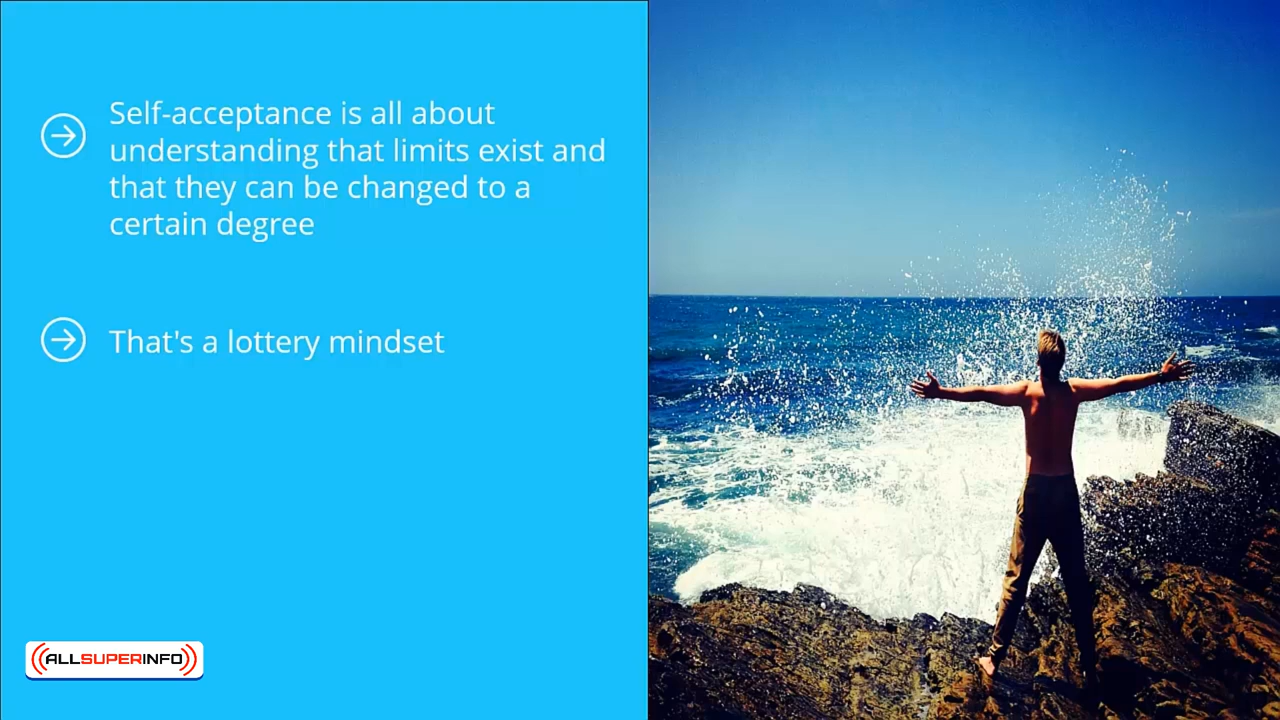 Self-acceptance is all about
understanding that limits exist and
that they can be changed to a
certain degree
That's a lottery mindset
ALLSUPERINFO